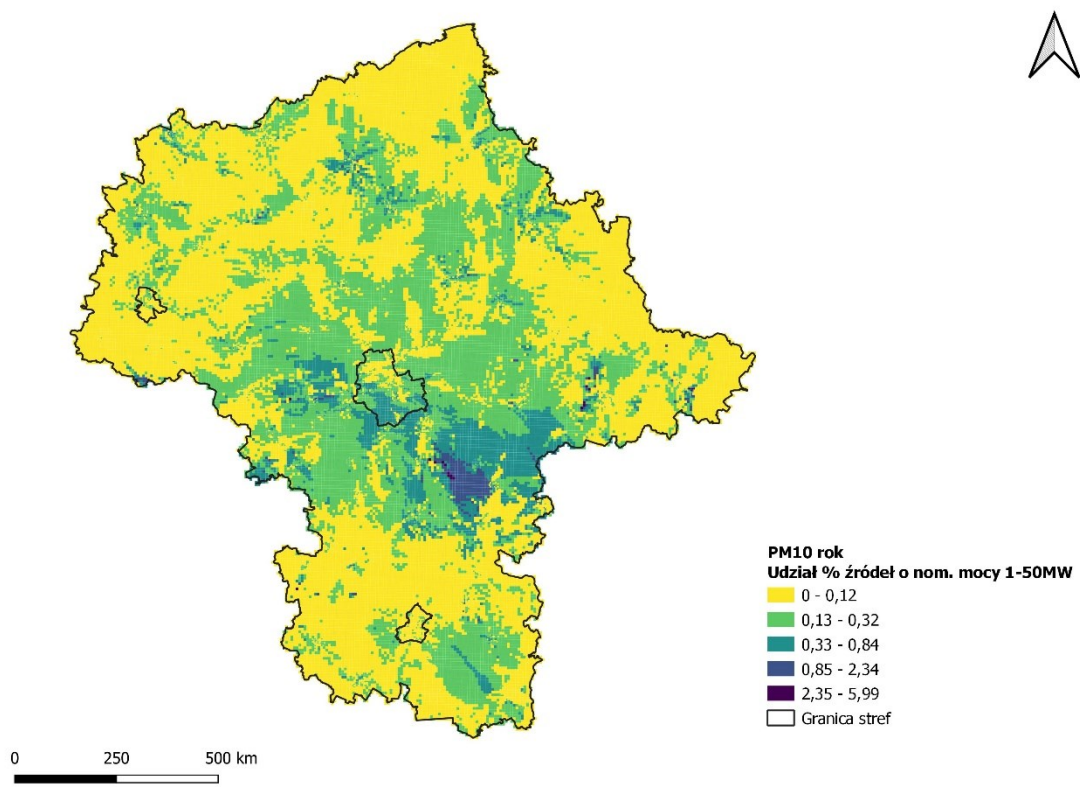 PM10 rok
Udział % źródeł o nom. mocy 1-50MW
0 - 0,12
0,13 - 0,32
0,33 - 0,84
0,85 - 2,34
2,35 - 5,99
Granica stref
0 250 500 km